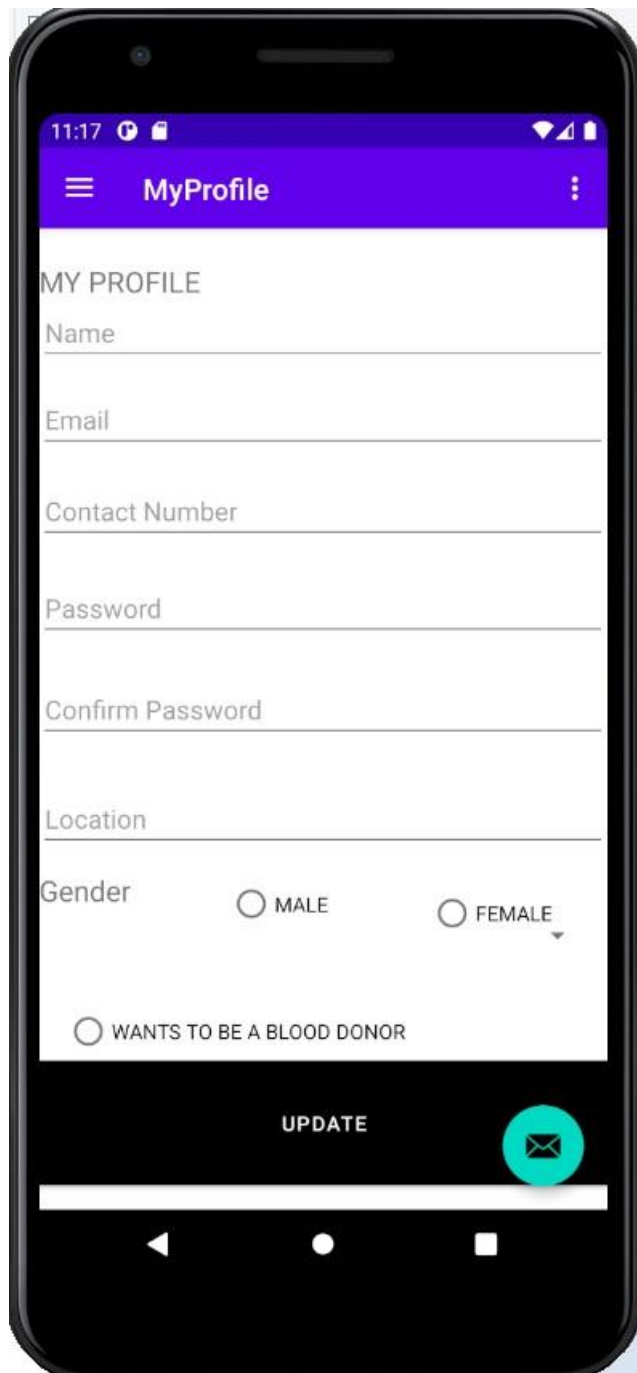 11:17
MyProfile
MY PROFILE
Name
Email
Contact Number
Password
Confirm Password
Location
Gender MALE FEMALE
WANTS TO BE A BLOOD DONOR
UPDATE